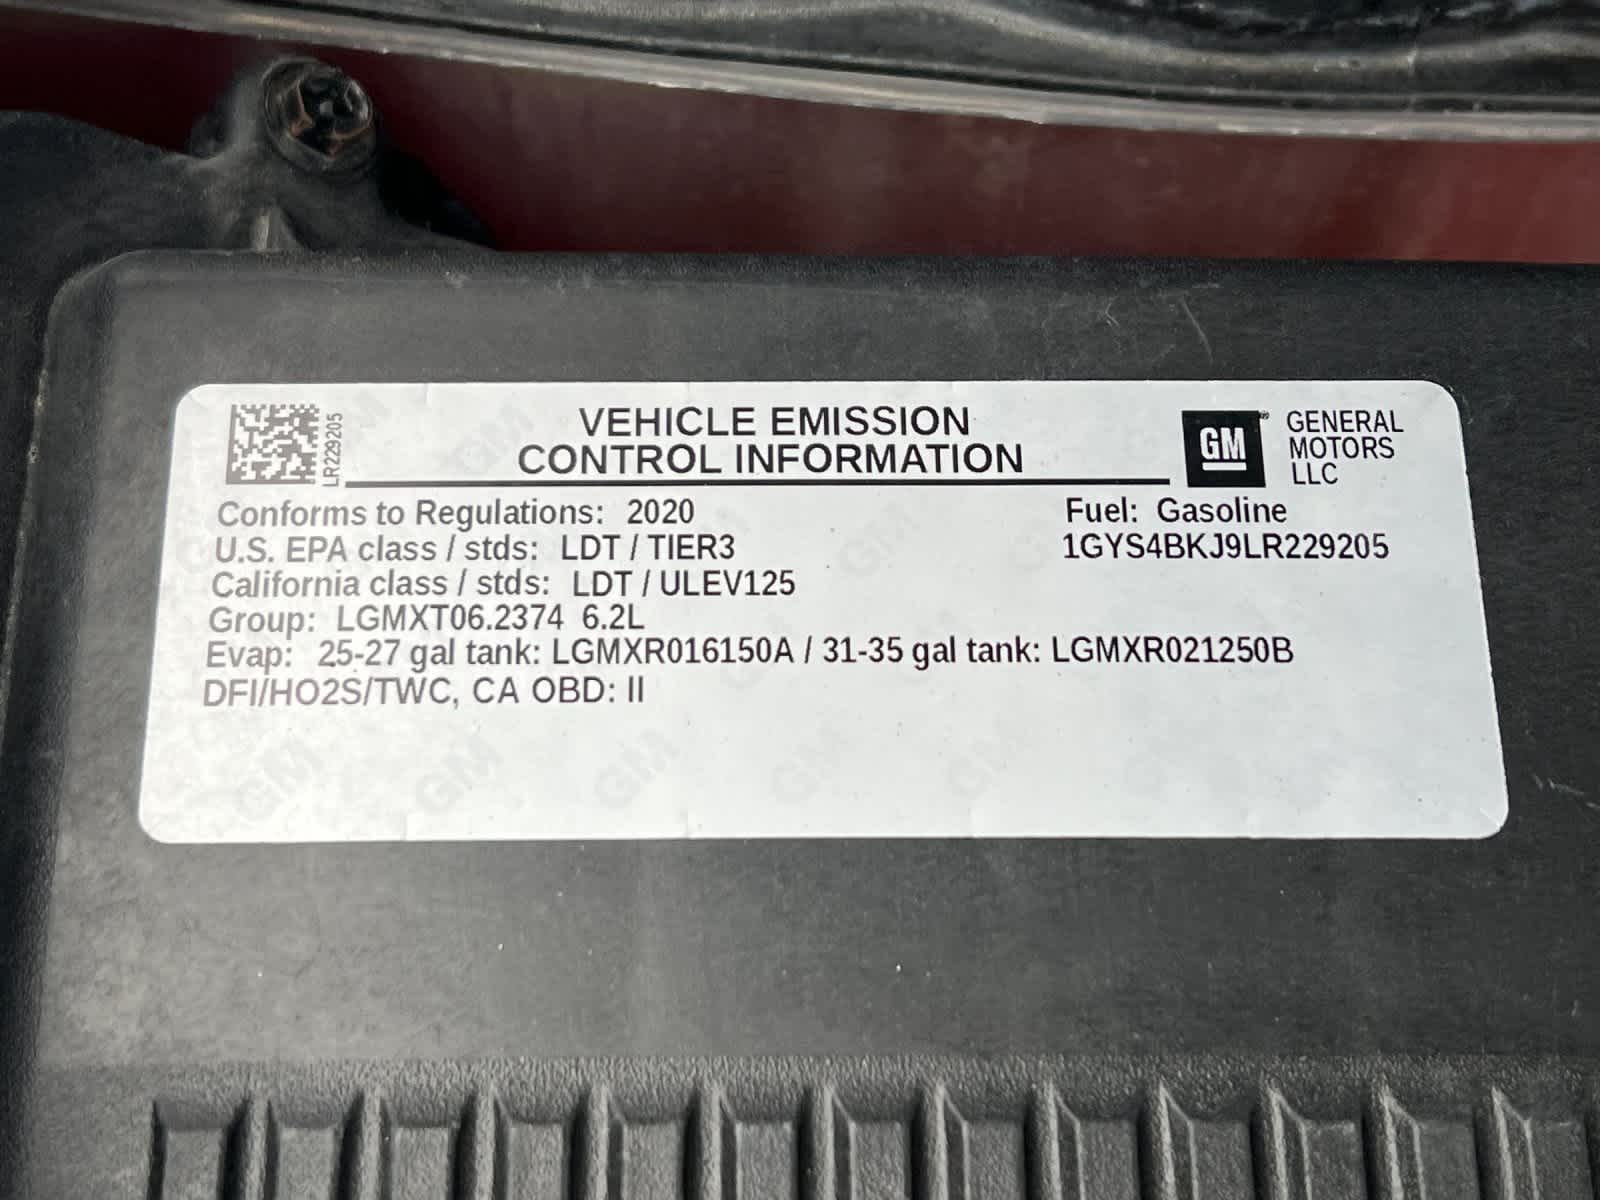 LR229205
VEHICLE EMISSION
CONTROL INFORMATION
GM
GENERAL
MOTORS
LLC
Conforms to Regulations: 2020
U.S. EPA class / stds: LDT / TIER3
California class / stds: LDT / ULEV125
Group: LGMXT06.2374 6.2L
Evap: 25-27 gal tank: LGMXR016150A / 31-35 gal tank: LGMXR021250B
DFI/HO2S/TWC, CA OBD: II
Fuel: Gasoline
1GYS4BKJ9LR229205